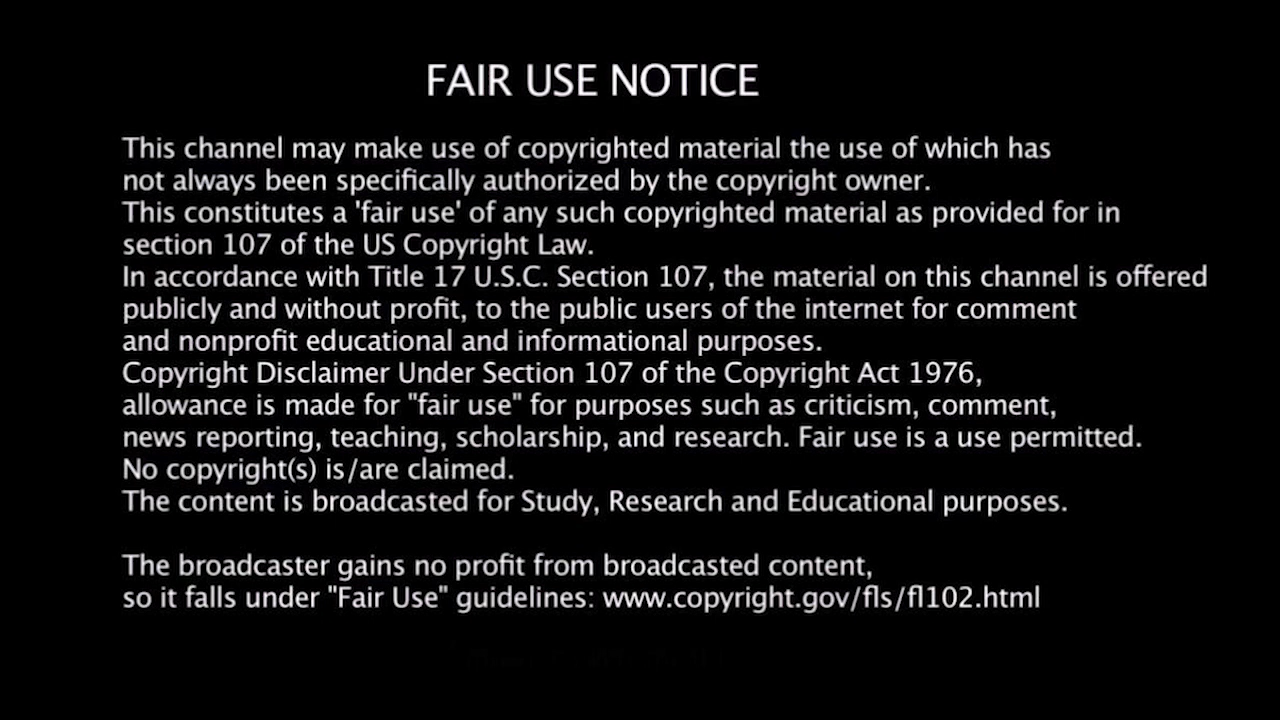 FAIR USE NOTICE
This channel may make use of copyrighted material the use of which has
not always been specifically authorized by the copyright owner.
This constitutes a 'fair use' of any such copyrighted material as provided for in
section 107 of the US Copyright Law.
In accordance with Title 17 U.S.C. Section 107, the material on this channel is offered
publicly and without profit, to the public users of the internet for comment
and nonprofit educational and informational purposes.
Copyright Disclaimer Under Section 107 of the Copyright Act 1976,
allowance is made for "fair use" for purposes such as criticism, comment,
news reporting, teaching, scholarship, and research. Fair use is a use permitted.
No copyright(s) is/are claimed.
The content is broadcasted for Study, Research and Educational purposes.
The broadcaster gains no profit from broadcasted content,
so it falls under "Fair Use" guidelines: www.copyright.gov/fls/fl102.html